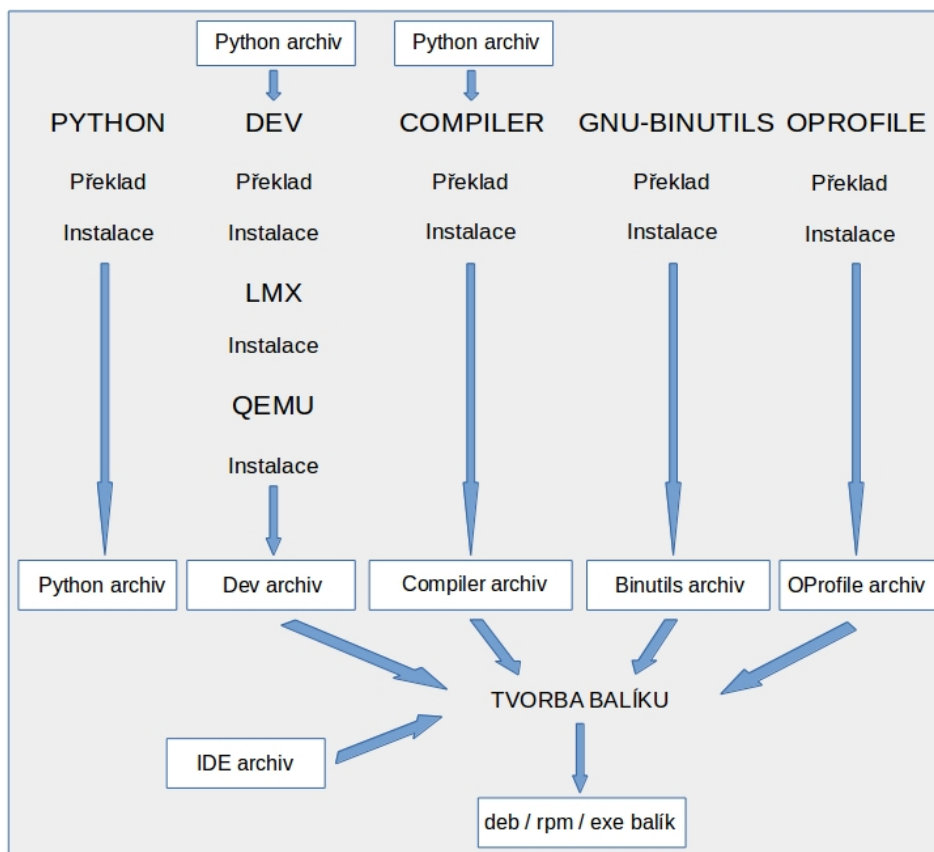 Python archiv
Python archiv
PYTHON
DEV
COMPILER
GNU-BINUTILS
OPROFILE
Překlad
Překlad
Překlad
Překlad
Překlad
Instalace
Instalace
Instalace
Instalace
Instalace
LMX
Instalace
QEMU
Instalace
Python archiv
Dev archiv
Compiler archiv
Binutils archiv
OProfile archiv
TVORBA BALÍKU
IDE archiv
deb / rpm / exe balík